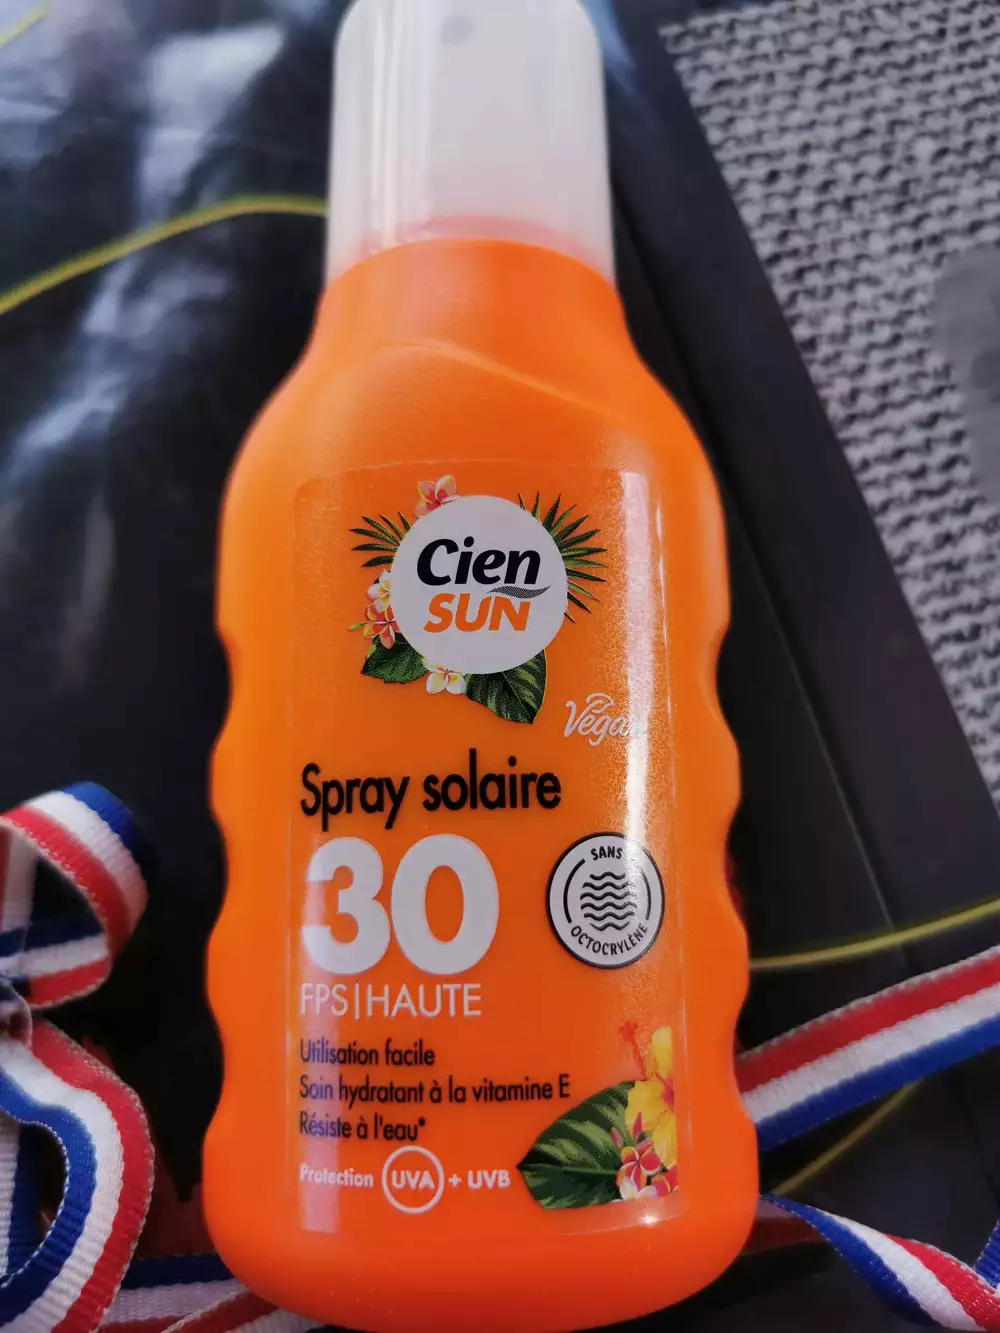 Cien
SUN
Vegan
Spray solaire
30
SANS
OCTOCRYLÈNE
FPS|HAUTE
Utilisation facile
Soin hydratant à la vitamine E
Résiste à l'eau*
Protection UVA + UVB